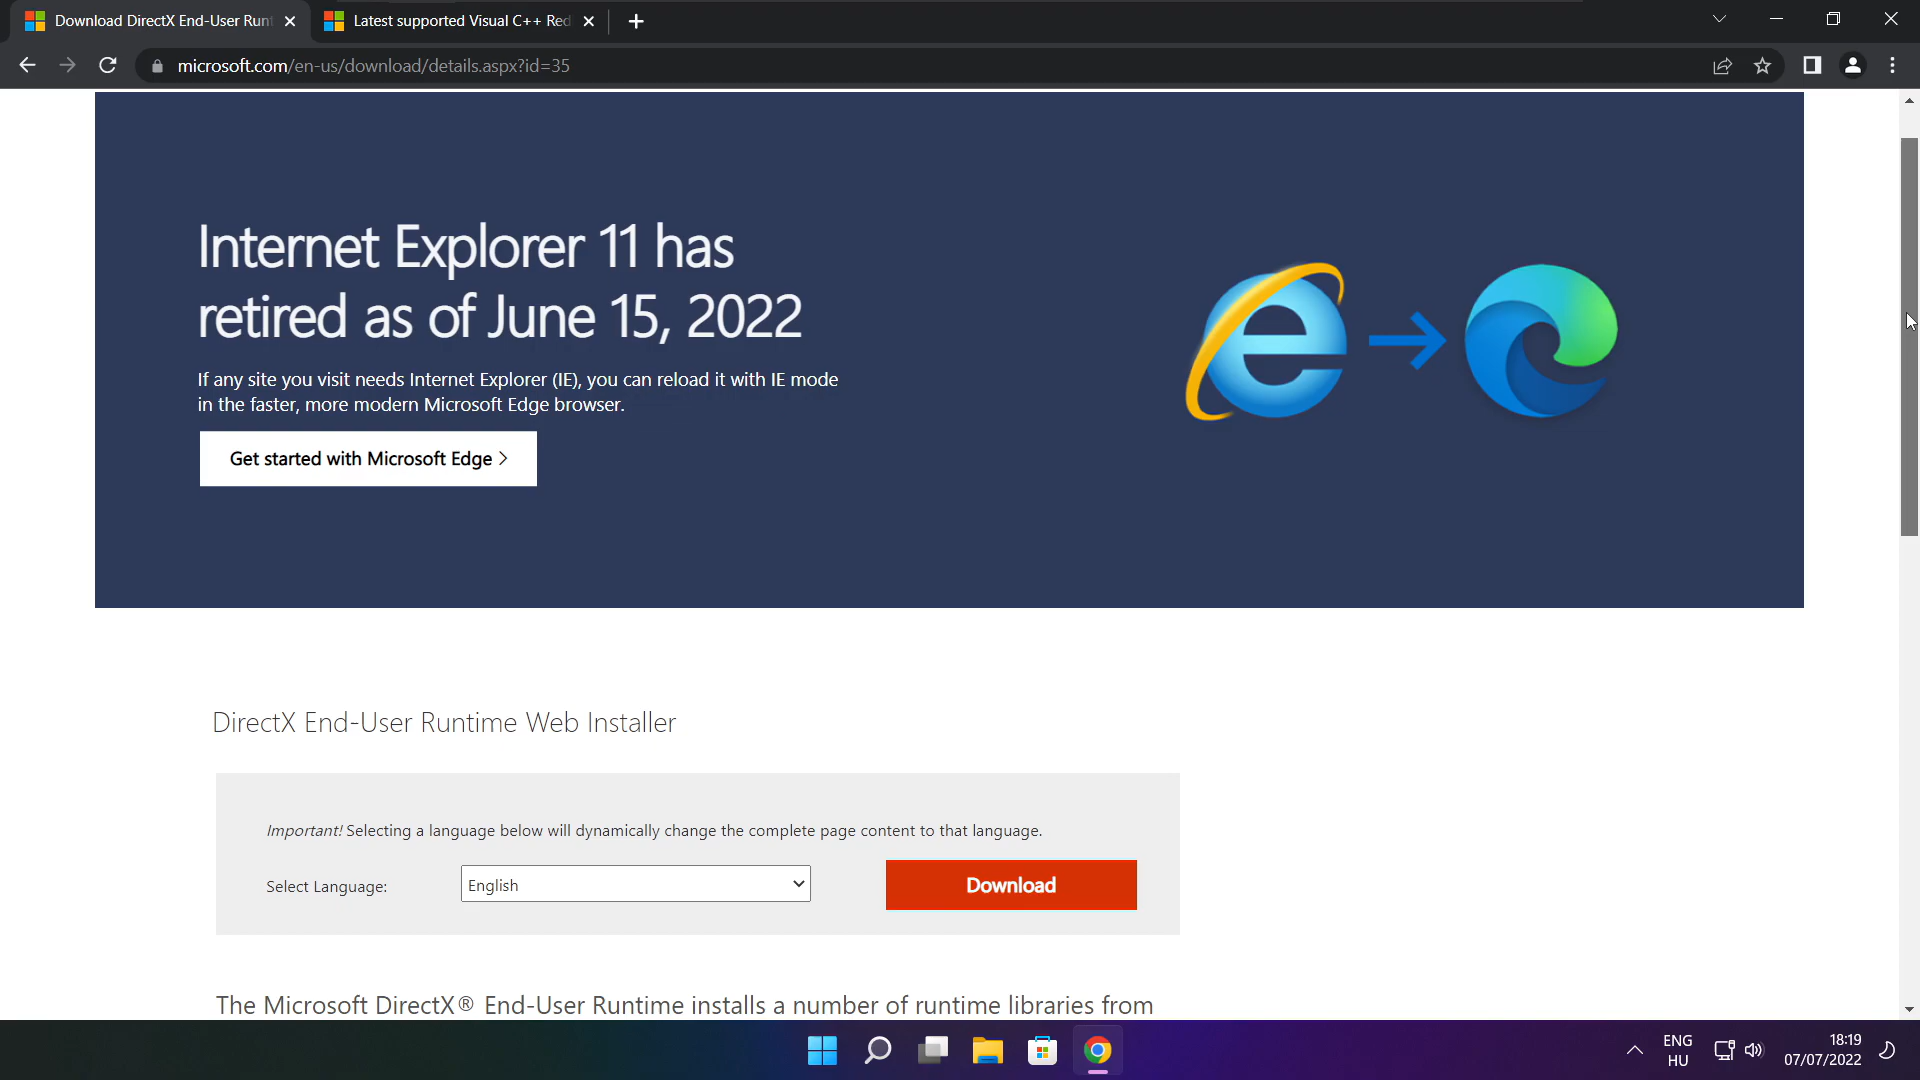 Download DirectX End-User Runt
Latest supported Visual C++ Red
microsoft.com/en-us/download/details.aspx?id=35
Internet Explorer 11 has
retired as of June 15, 2022
If any site you visit needs Internet Explorer (IE), you can reload it with IE mode
in the faster, more modern Microsoft Edge browser.
Get started with Microsoft Edge >
DirectX End-User Runtime Web Installer
Important! Selecting a language below will dynamically change the complete page content to that language.
Select Language:
English
Download
The Microsoft DirectX® End-User Runtime installs a number of runtime libraries from
ENG
HU
18:19
07/07/2022